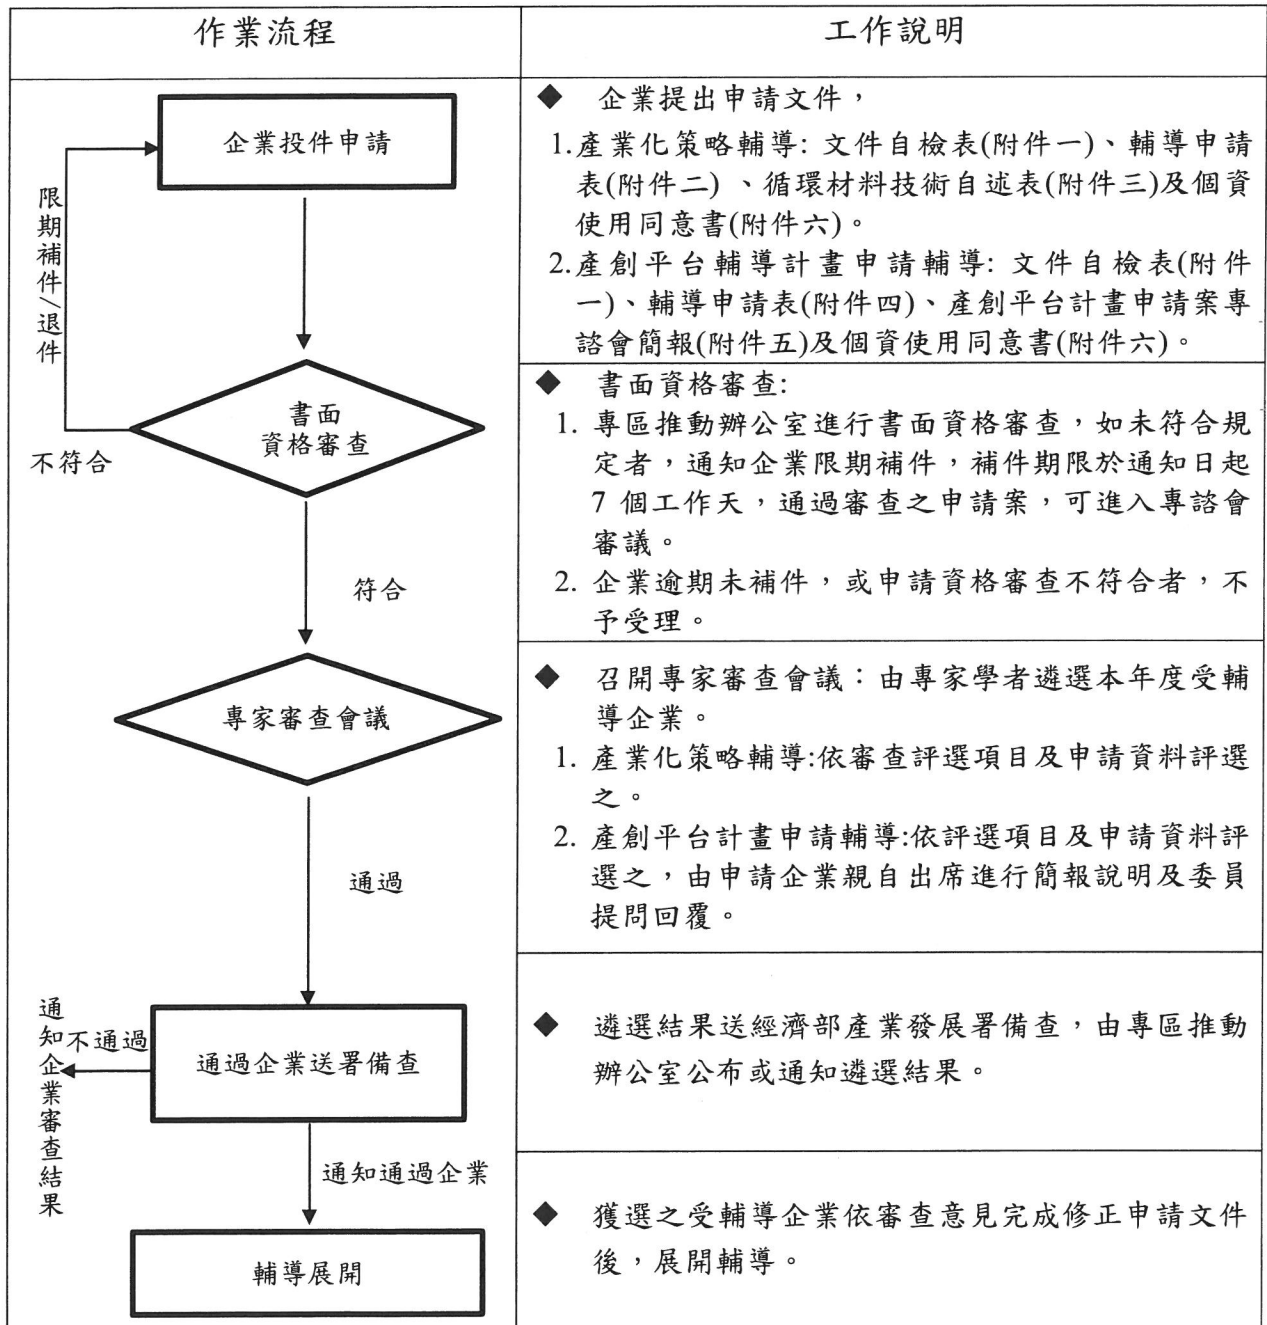 作業流程
工作說明
企業投件申請
限期補件/退件
書面
資格審查
不符合
符合
專家審查會議
通過
通過企業送署備查
不通過
通知企業審查結果
通知通過企業
輔導展開
◆ 企業提出申請文件，
1.產業化策略輔導: 文件自檢表(附件一)、輔導申請
表(附件二) 、循環材料技術自述表(附件三)及個資
使用同意書(附件六)。
2.產創平台輔導計畫申請輔導: 文件自檢表(附件
一)、輔導申請表(附件四)、產創平台計畫申請案專
諮會簡報(附件五)及個資使用同意書(附件六)。
◆ 書面資格審查:
1. 專區推動辦公室進行書面資格審查，如未符合規
定者，通知企業限期補件，補件期限於通知日起
7 個工作天，通過審查之申請案，可進入專諮會
審議。
2. 企業逾期未補件，或申請資格審查不符合者，不
予受理。
◆ 召開專家審查會議：由專家學者遴選本年度受輔
導企業。
1. 產業化策略輔導:依審查評選項目及申請資料評選
之。
2. 產創平台計畫申請輔導:依評選項目及申請資料評
選之，由申請企業親自出席進行簡報說明及委員
提問回覆。
◆ 遴選結果送經濟部產業發展署備查，由專區推動
辦公室公布或通知遴選結果。
◆ 獲選之受輔導企業依審查意見完成修正申請文件
後，展開輔導。